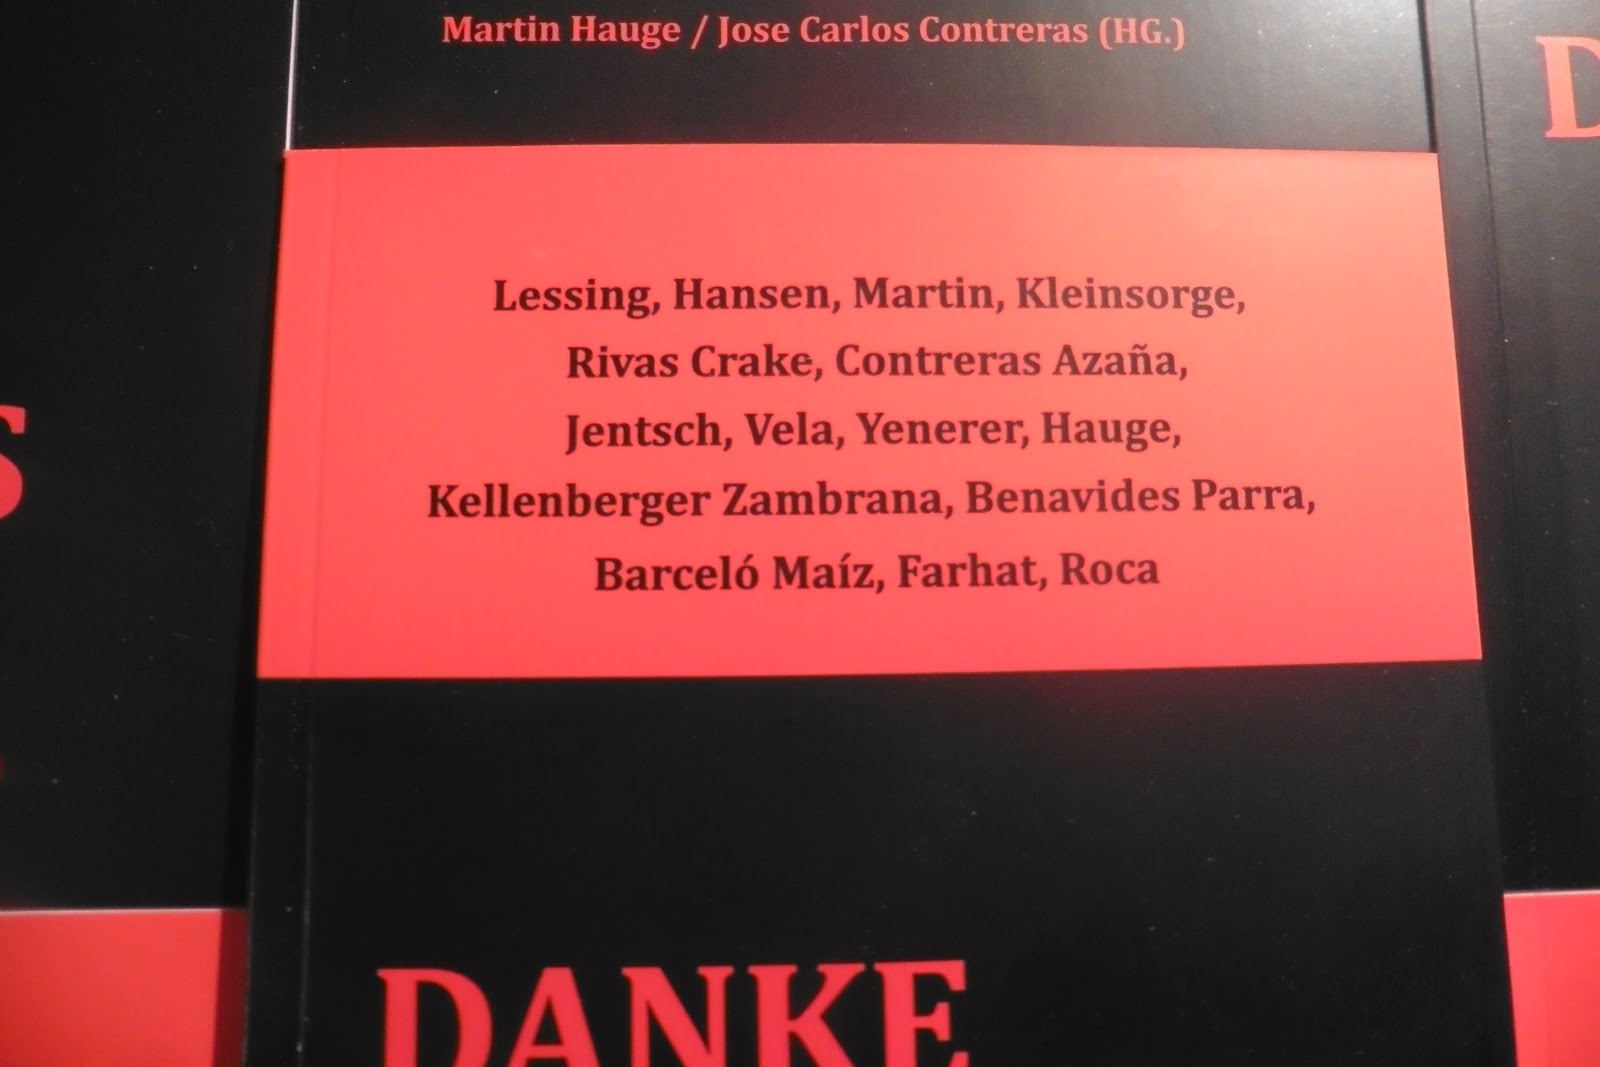 Martin Hauge / Jose Carlos Contreras (HG.)
Lessing, Hansen, Martin, Kleinsorge,
Rivas Crake, Contreras Azaña,
Jentsch, Vela, Yenerer, Hauge,
Kellenberger Zambrana, Benavides Parra,
Barceló Maíz, Farhat, Roca
DANKE